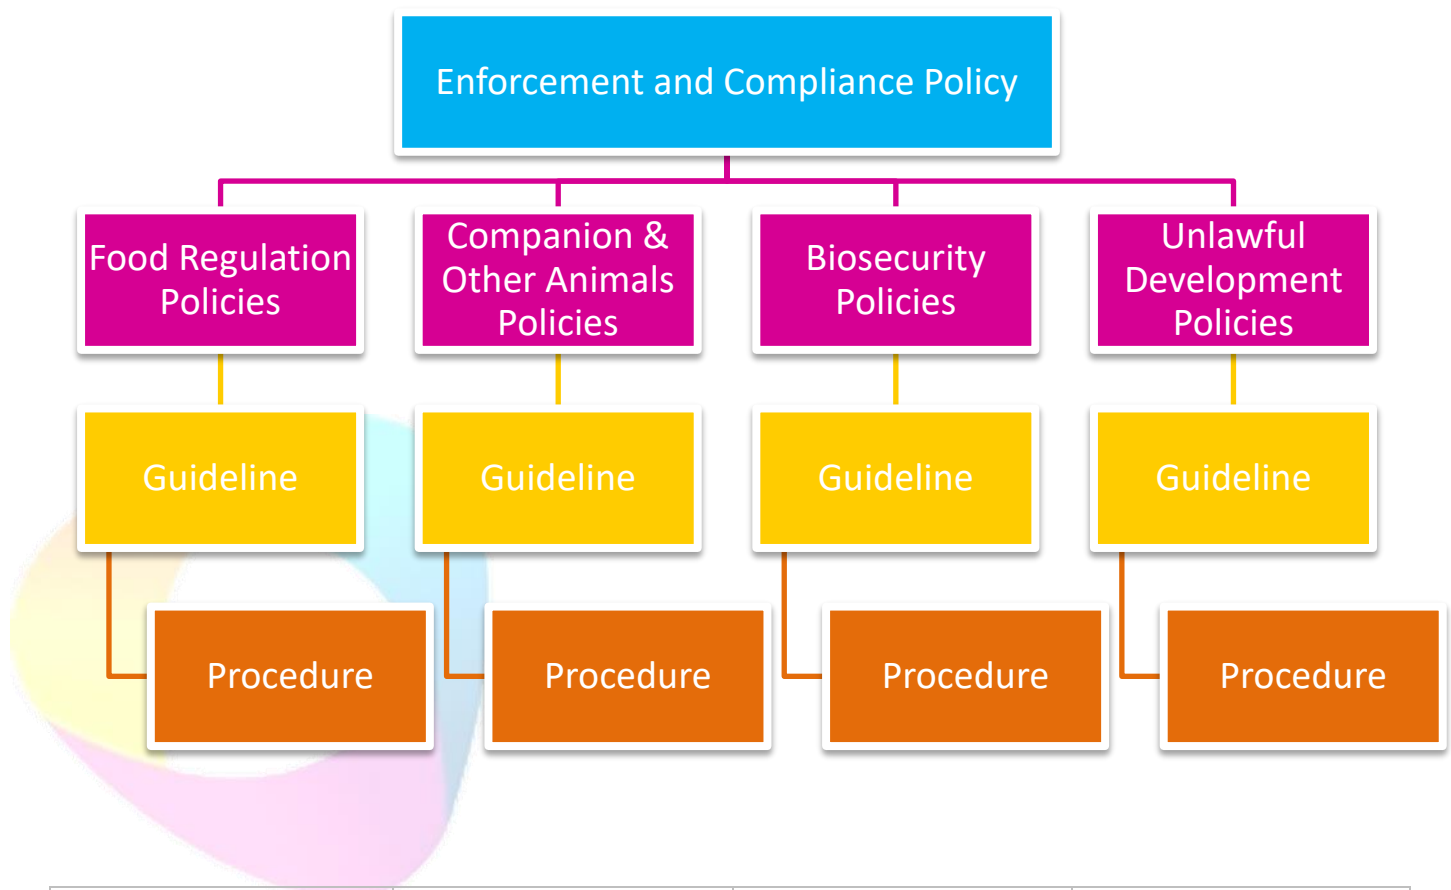 Enforcement and Compliance Policy
Food Regulation
Policies
Companion &
Other Animals
Policies
Biosecurity
Policies
Unlawful
Development
Policies
Guideline
Guideline
Guideline
Guideline
Procedure
Procedure
Procedure
Procedure